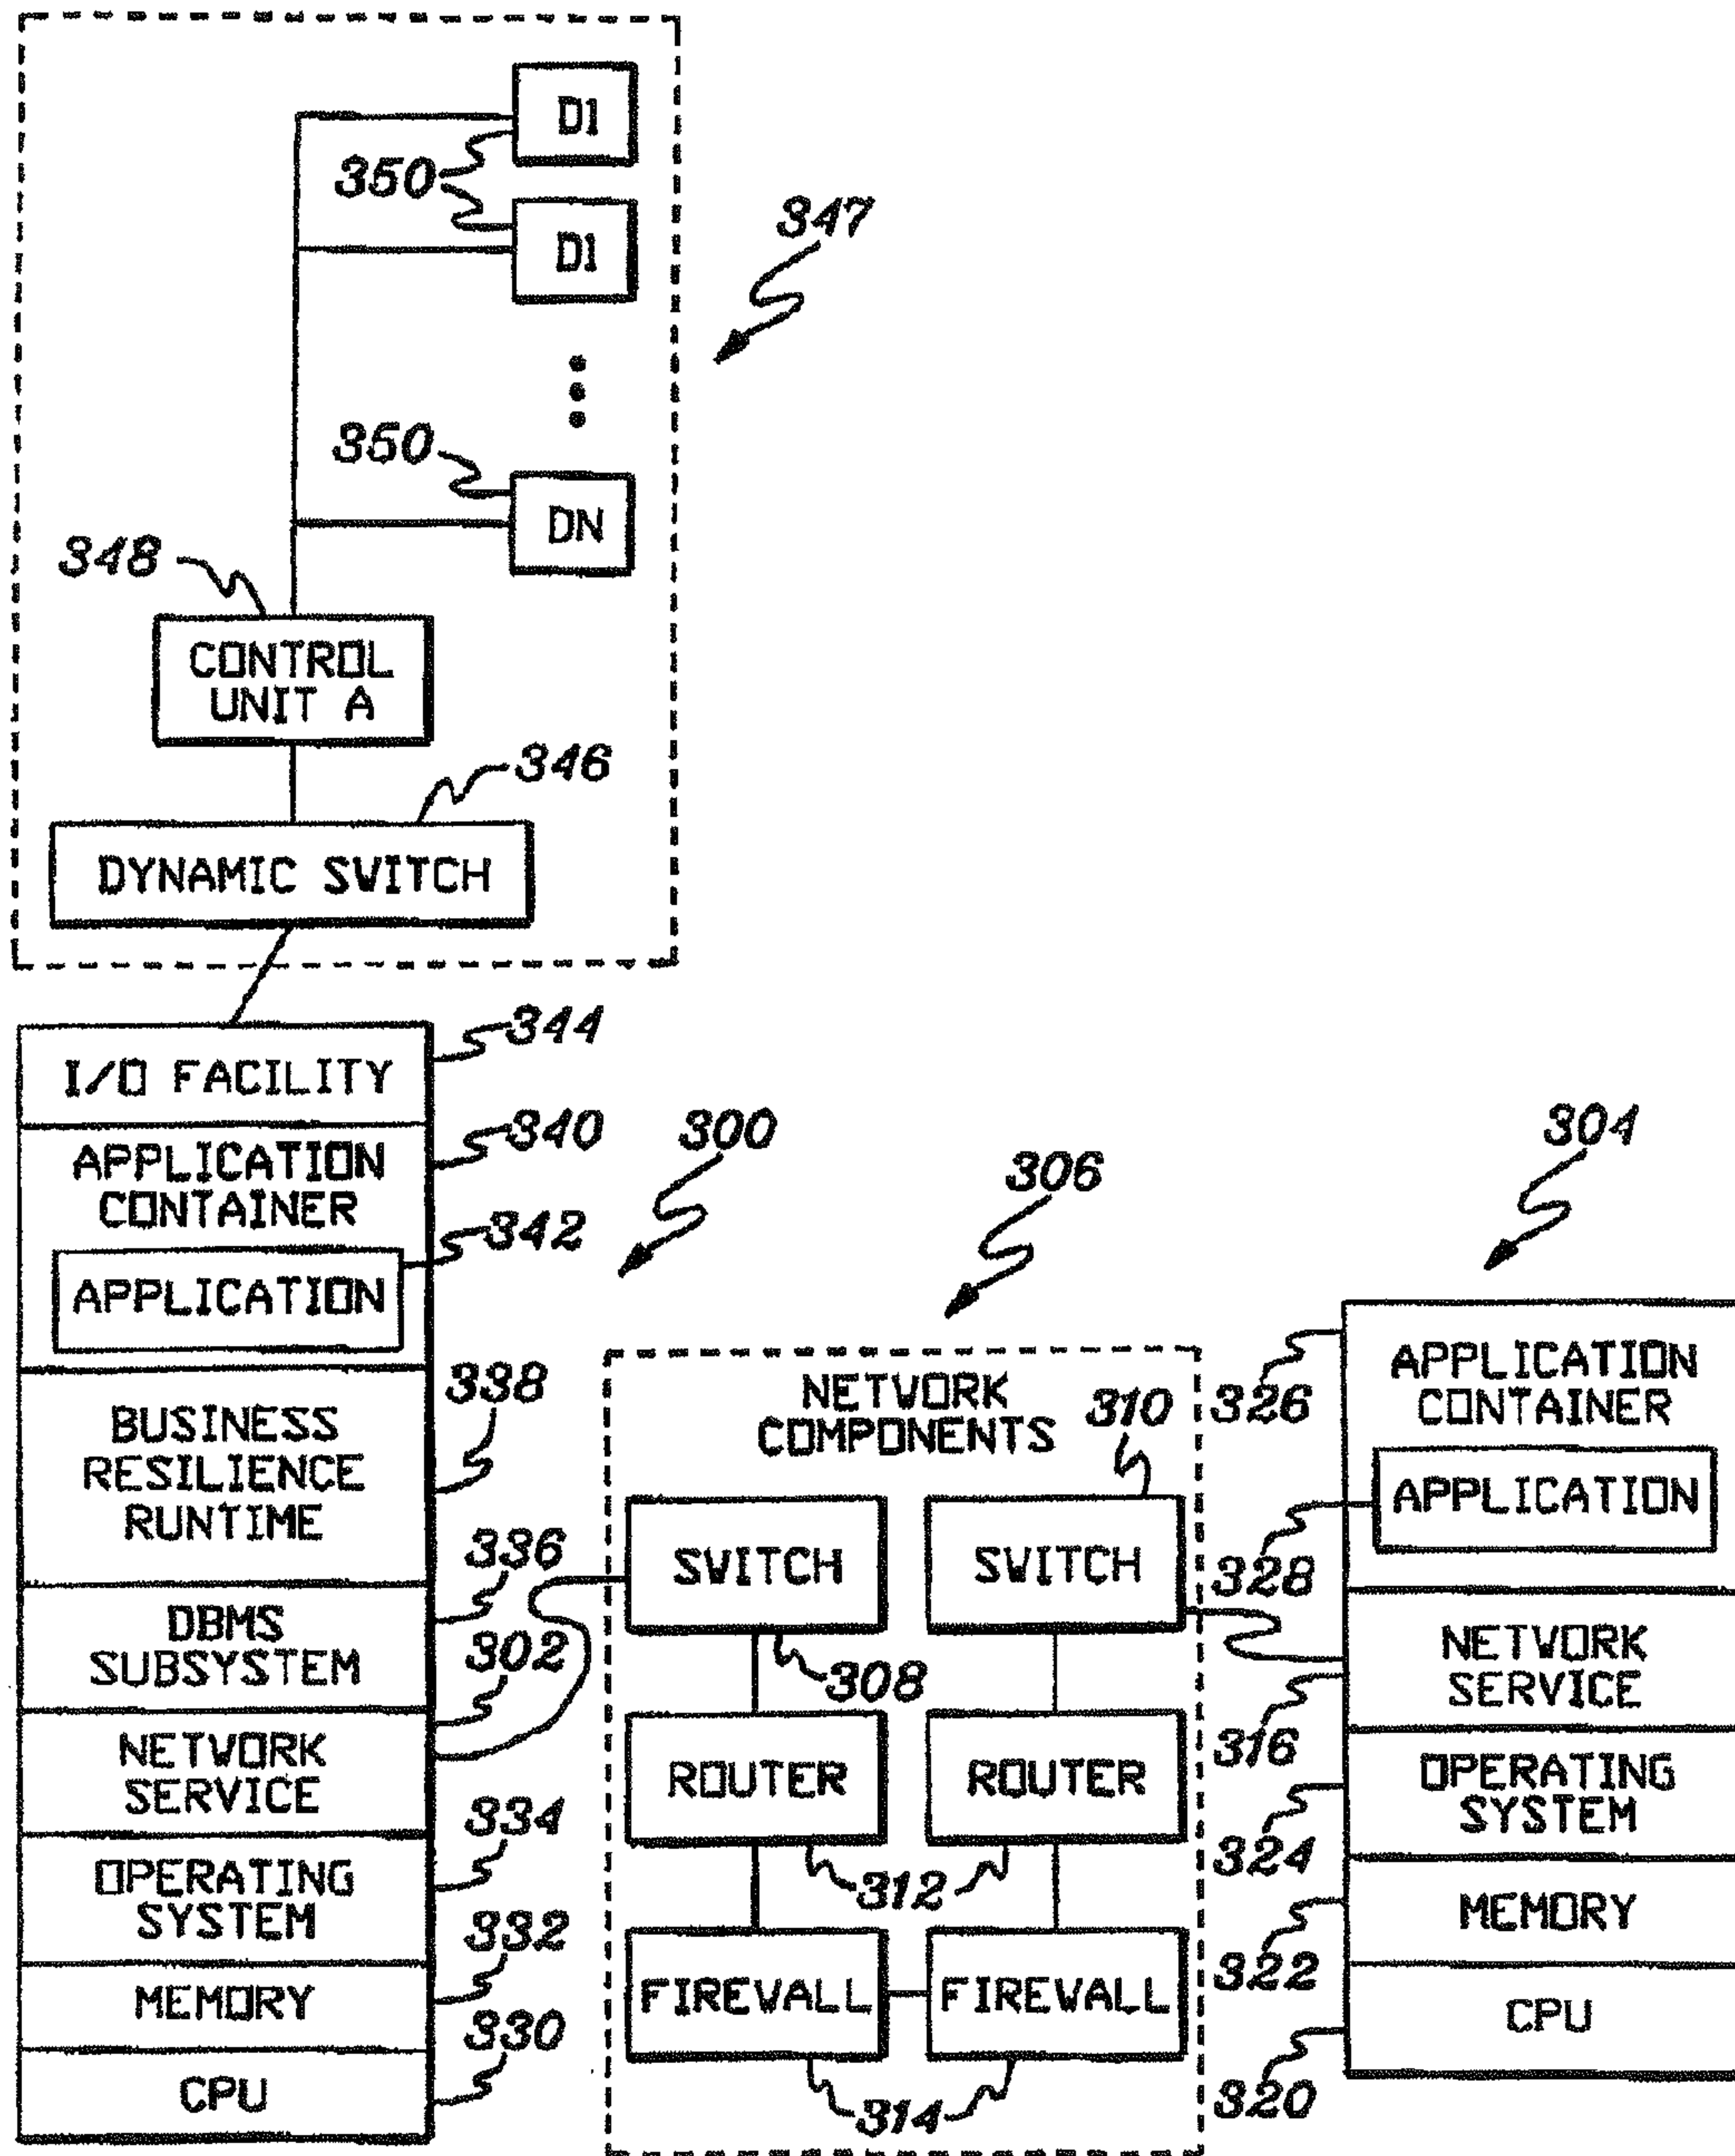 D1
350
D1
347
350
DN
348
CONTROL
UNIT A
346
DYNAMIC SWITCH
344
I/O FACILITY
340
APPLICATION
CONTAINER
342
APPLICATION
338
BUSINESS
RESILIENCE
RUNTIME
336
DBMS
SUBSYSTEM
302
NETWORK
SERVICE
334
OPERATING
SYSTEM
332
MEMORY
330
CPU
300
306
NETWORK
COMPONENTS
310
SWITCH
SWITCH
308
ROUTER
ROUTER
312
FIREWALL
FIREWALL
314
304
326
APPLICATION
CONTAINER
328
APPLICATION
316
NETWORK
SERVICE
324
OPERATING
SYSTEM
322
MEMORY
320
CPU